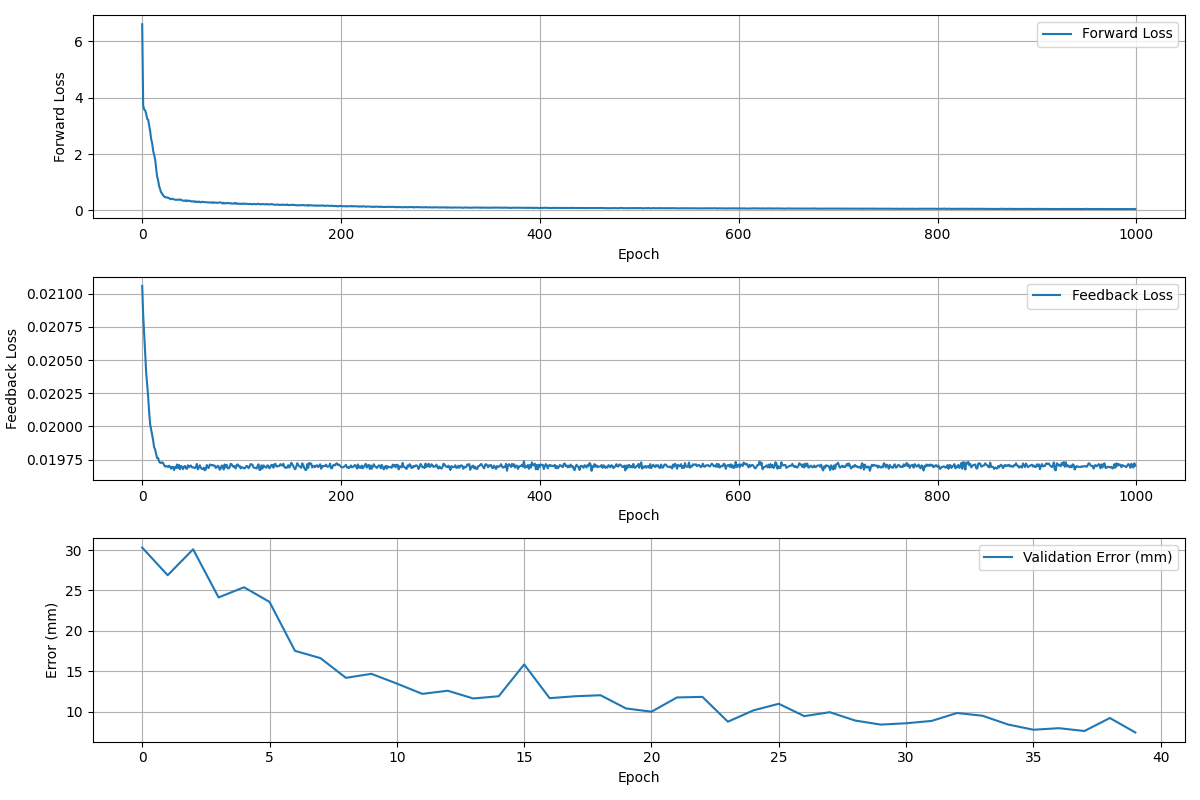 Forward Loss
6
4
2
0
Forward Loss
0 200 400 600 800 1000
Epoch
Feedback Loss
0.02100
0.02075
0.02050
0.02025
0.02000
0.01975
Feedback Loss
0 200 400 600 800 1000
Epoch
Error (mm)
30
25
20
15
10
Validation Error (mm)
0 5 10 15 20 25 30 35 40
Epoch